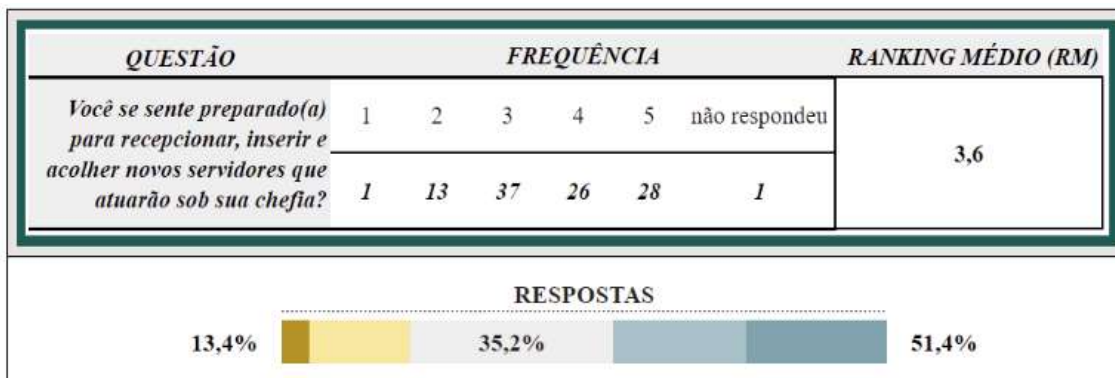 QUESTÃO FREQUÊNCIA RANKING MÉDIO (RM)
Você se sente preparado(a)
para recepcionar, inserir e
acolher novos servidores que
atuarão sob sua chefia?
1 2 3 4 5 não respondeu
1 13 37 26 28 1
3,6
RESPOSTAS
13,4% 35,2% 51,4%